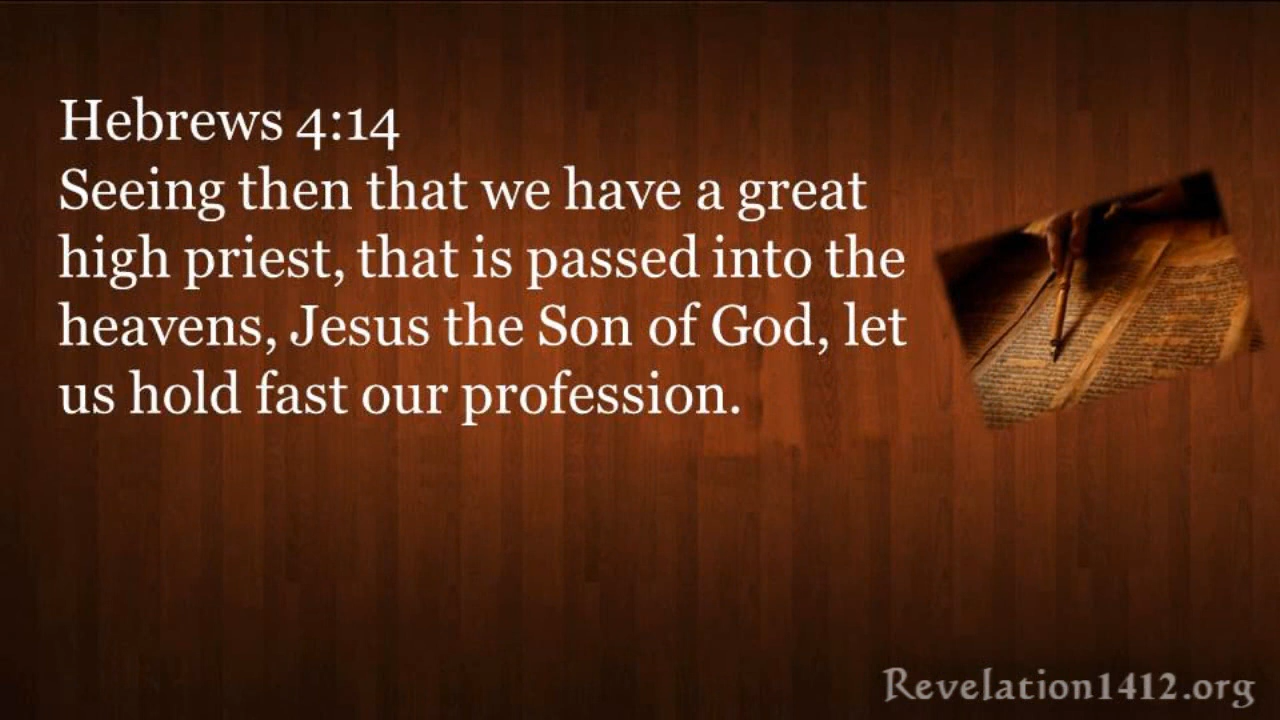 Hebrews 4:14
Seeing then that we have a great
high priest, that is passed into the
heavens, Jesus the Son of God, let
us hold fast our profession.
Revelation1412.org